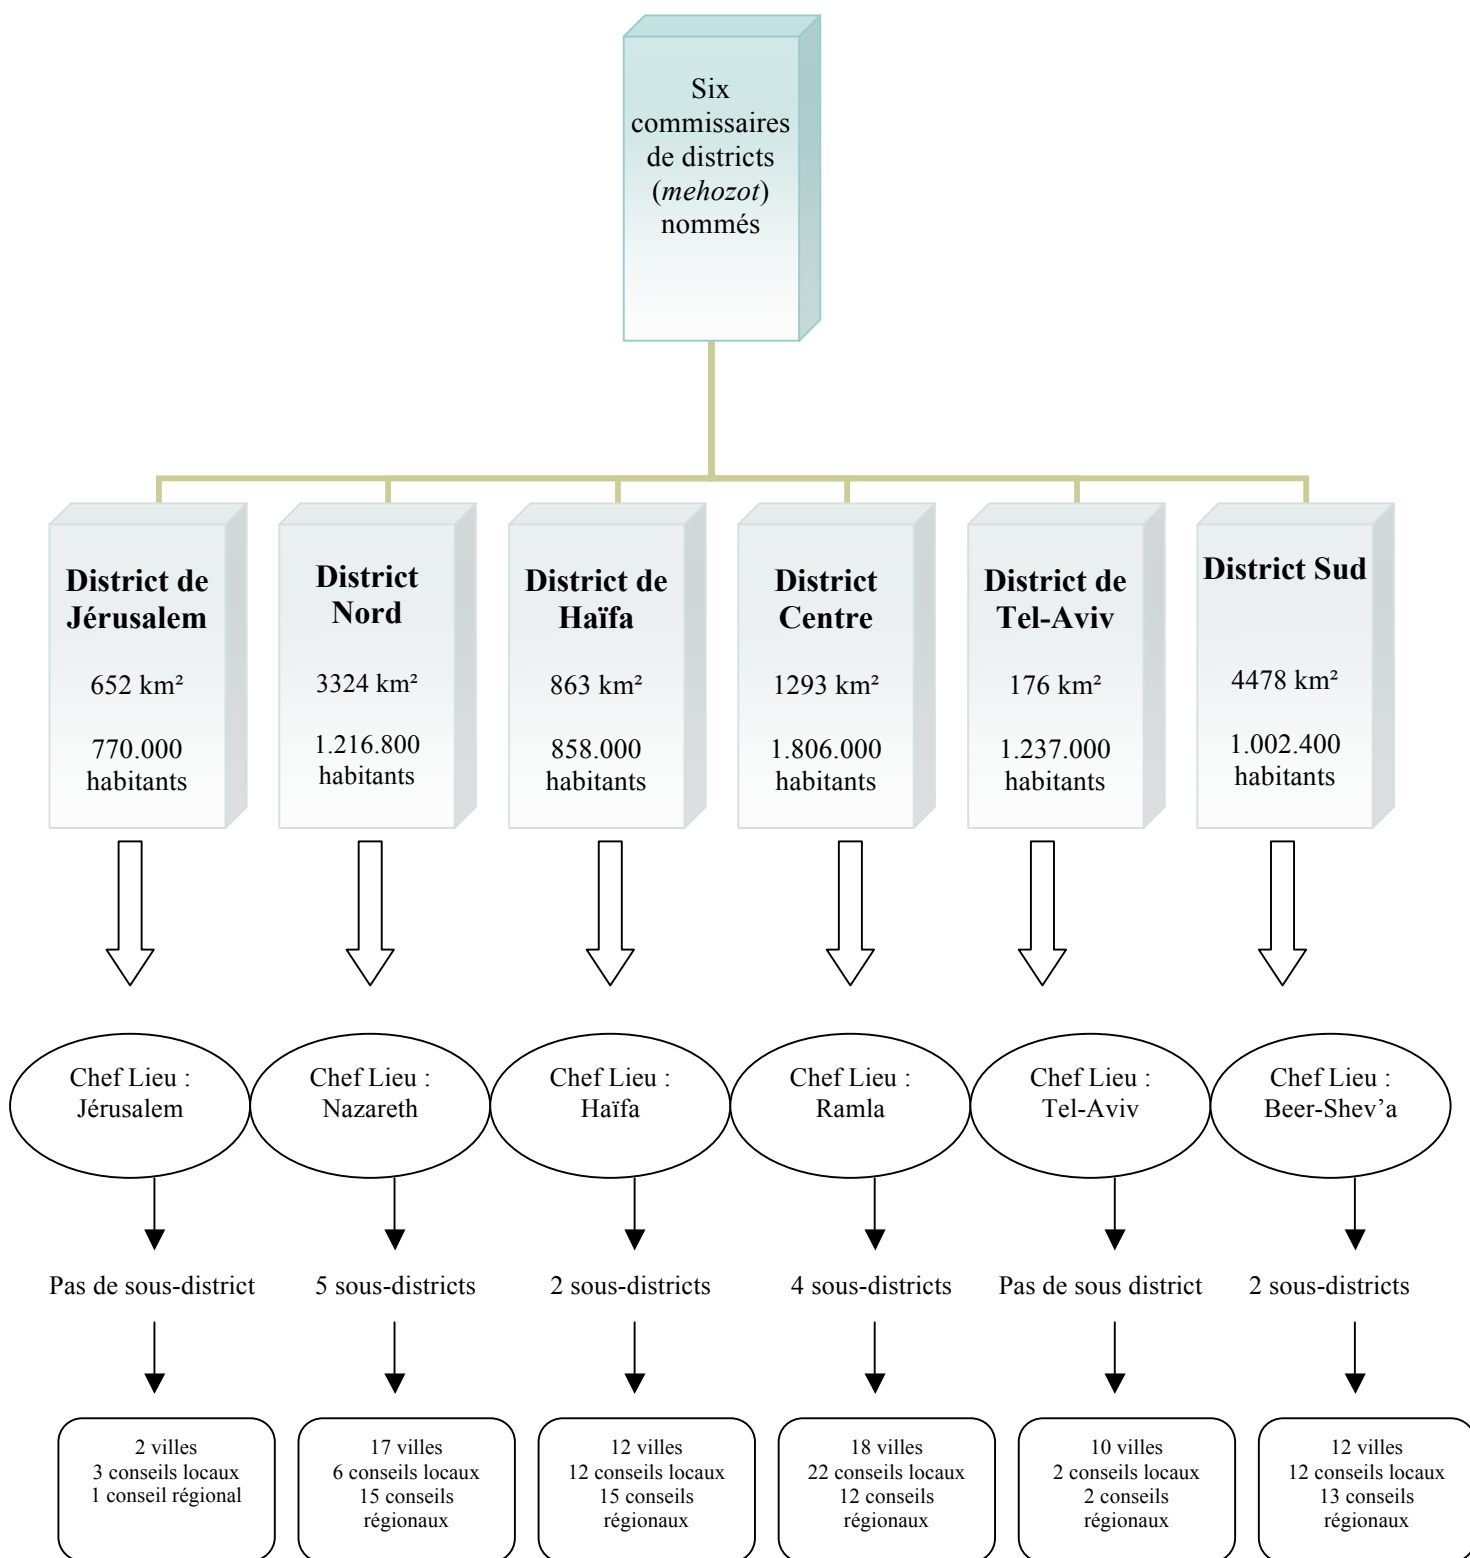 Six
commissaires
de districts
(mehozot)
nommés
District de
Jérusalem
652 km²
770.000
habitants
District
Nord
3324 km²
1.216.800
habitants
District de
Haïfa
863 km²
858.000
habitants
District
Centre
1293 km²
1.806.000
habitants
District de
Tel-Aviv
176 km²
1.237.000
habitants
District Sud
4478 km²
1.002.400
habitants
Chef Lieu :
Jérusalem
Chef Lieu :
Nazareth
Chef Lieu :
Haïfa
Chef Lieu :
Ramla
Chef Lieu :
Tel-Aviv
Chef Lieu :
Beer-Shev’a
Pas de sous-district
5 sous-districts
2 sous-districts
4 sous-districts
Pas de sous district
2 sous-districts
2 villes
3 conseils locaux
1 conseil régional
17 villes
6 conseils locaux
15 conseils
régionaux
12 villes
12 conseils locaux
15 conseils
régionaux
18 villes
22 conseils locaux
12 conseils
régionaux
10 villes
2 conseils locaux
2 conseils
régionaux
12 villes
12 conseils locaux
13 conseils
régionaux